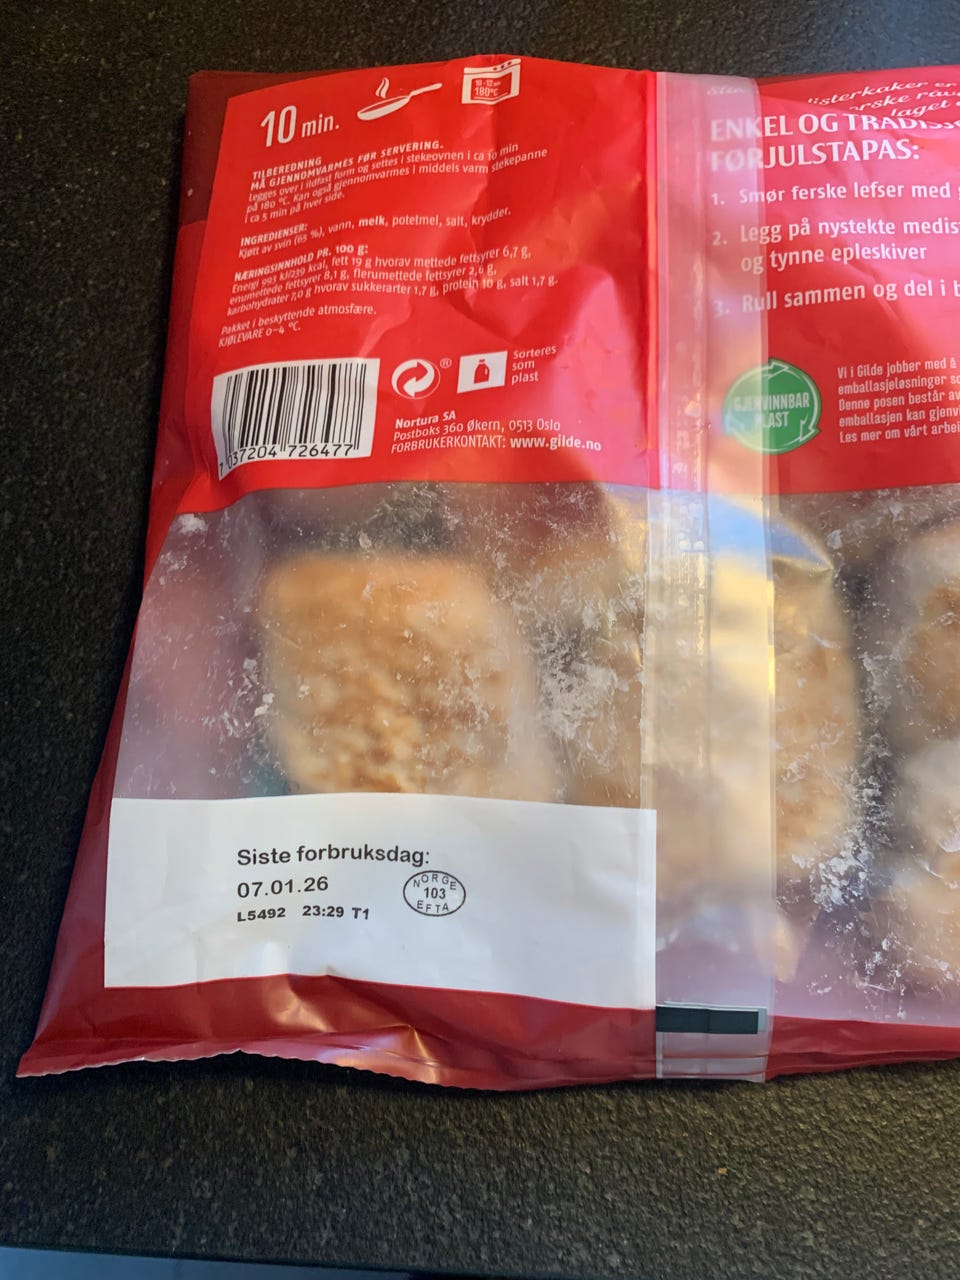 10 min.
10-12 min
180°C
TILBEREDNING
MÅ GJENNOMVARMES FØR SERVERING.
Legges over i ildfast form og settes i stekeovnen i ca 10 min
på 180 °C. Kan også gjennomvarmes i middels varm stekepanne
i ca 5 min på hver side.
INGREDIENSER:
Kjøtt av svin (65 %), vann, melk, potetmel, salt, krydder.
NÆRINGSINNHOLD PR. 100 g:
Energi 993 kJ/239 kcal, fett 19 g hvorav mettede fettsyrer 6,7 g,
enumettede fettsyrer 8,1 g, flerumettede fettsyrer 2,6 g,
karbohydrater 7,0 g hvorav sukkerarter 1,7 g, protein 10 g, salt 1,7 g.
Pakket i beskyttende atmosfære.
KJØLEVARE 0–4 °C.
®
Sorteres
som
plast
7 037204 726477
Nortura SA
Postboks 360 Økern, 0513 Oslo
FORBRUKERKONTAKT: www.gilde.no
laget
ENKEL OG
FØRJULSTAPAS:
1. Smør ferske lefser med
2. Legg på nystekte
og tynne epleskiver
3. Rull sammen og del i
GJENVINNBAR
PLAST
Vi i Gilde jobber med å
emballasjeløsninger
Denne posen består av
emballasjen kan
Les mer om vårt
Siste forbruksdag:
07.01.26
L5492 23:29 T1
NORGE
103
EFTA